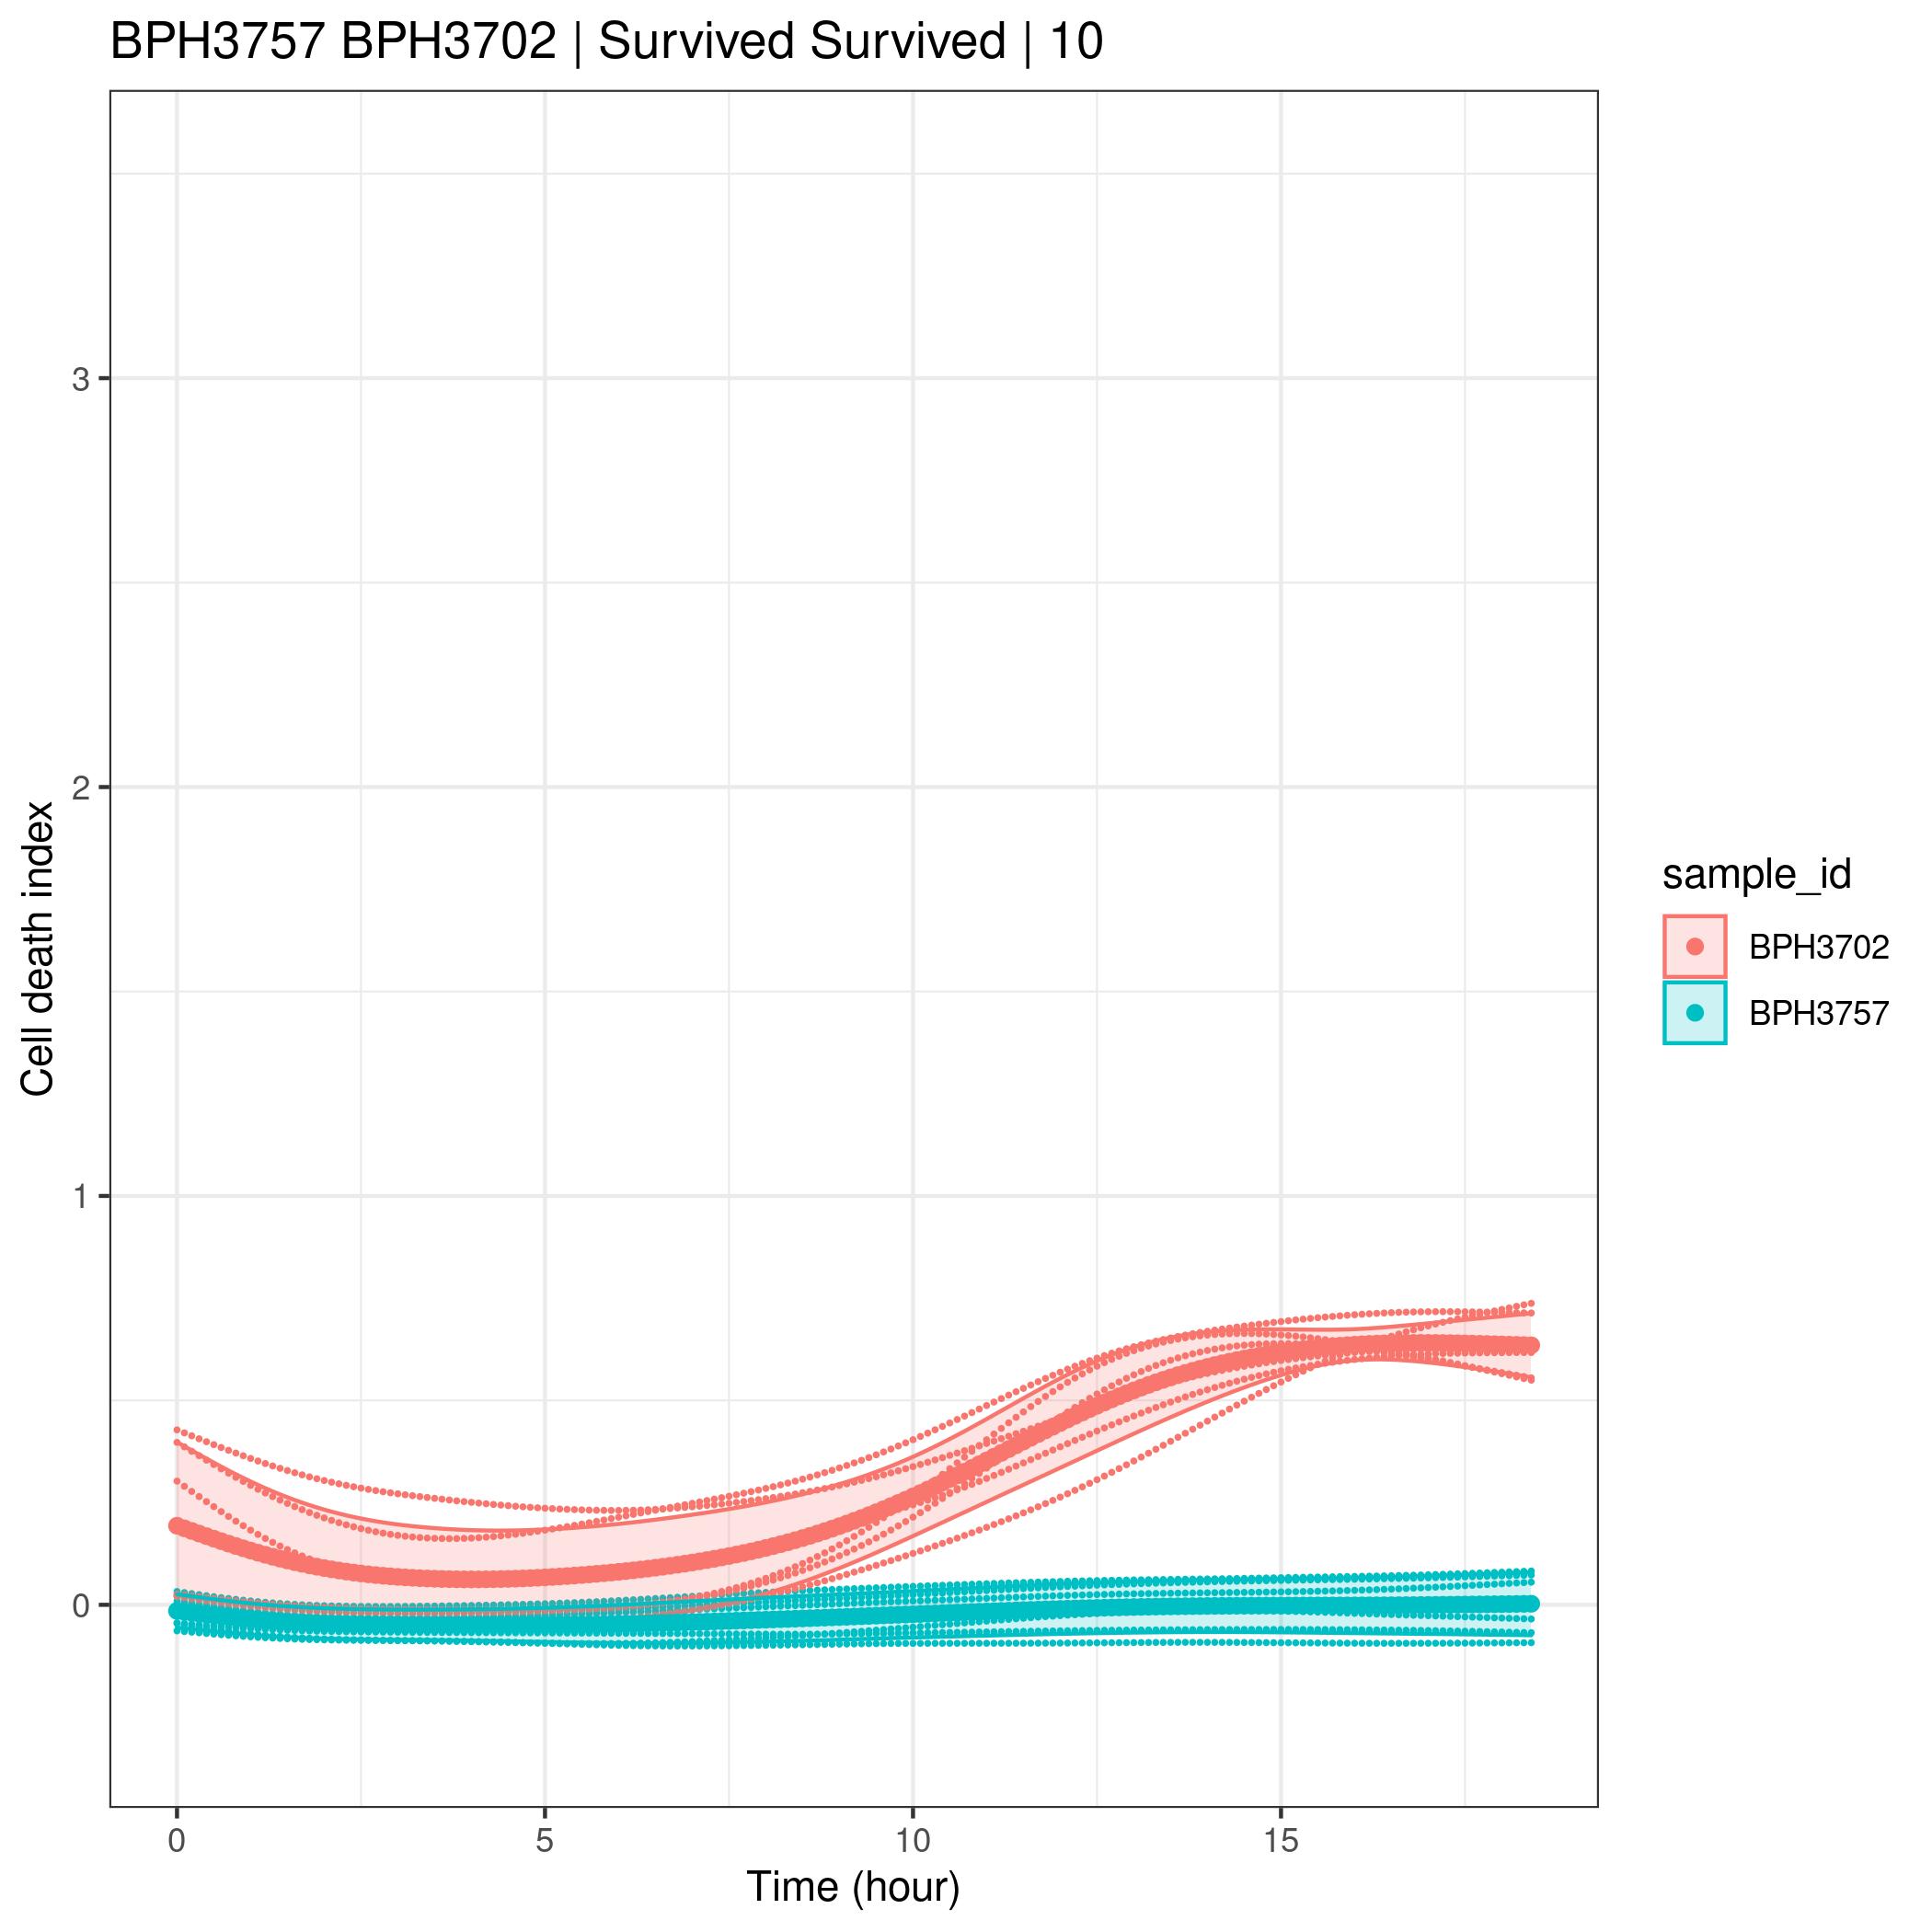 BPH3757 BPH3702 | Survived Survived | 10
3
2
1
0
Cell death index
0 5 10 15
Time (hour)
sample_id
BPH3702
BPH3757